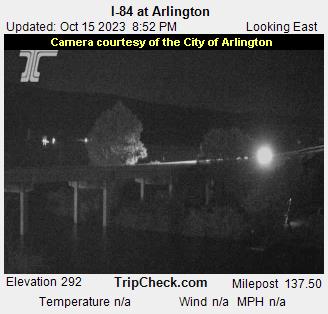 I-84 at Arlington
Updated: Oct 15 2023 8:52 PM Looking East
Camera courtesy of the City of Arlington
Elevation 292 TripCheck.com Milepost 137.50
Temperature n/a Wind n/a MPH n/a